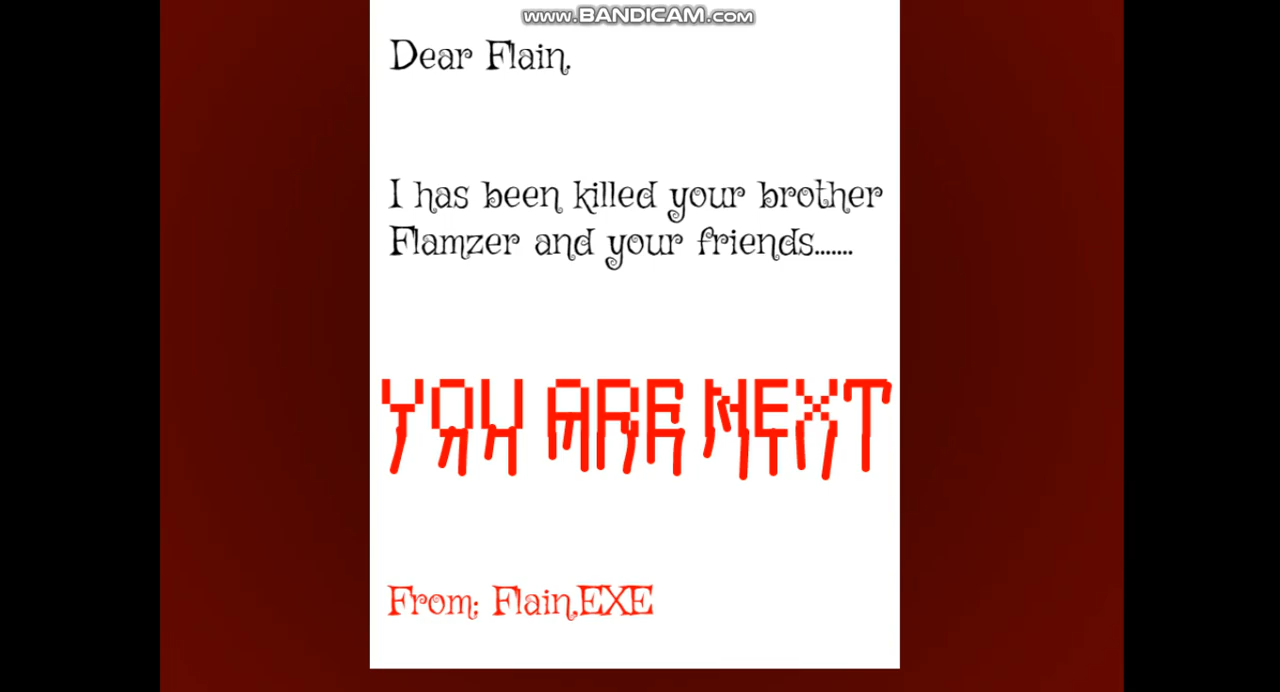 www.BANDICAM.com
Dear Flain,
I has been killed your brother
Flamzer and your friends.......
YOU ARE NEXT
From: Flain.EXE